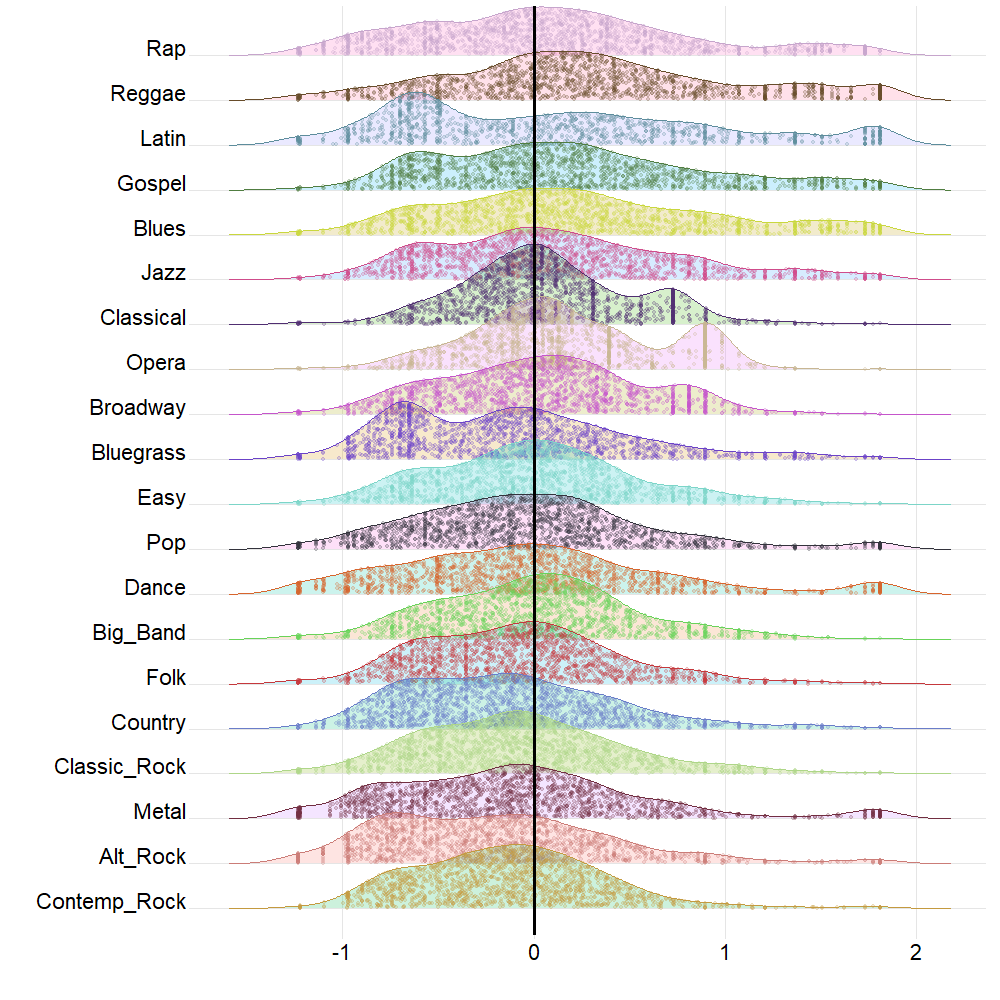 Rap
Reggae
Latin
Gospel
Blues
Jazz
Classical
Opera
Broadway
Bluegrass
Easy
Pop
Dance
Big_Band
Folk
Country
Classic_Rock
Metal
Alt_Rock
Contemp_Rock
-1 0 1 2